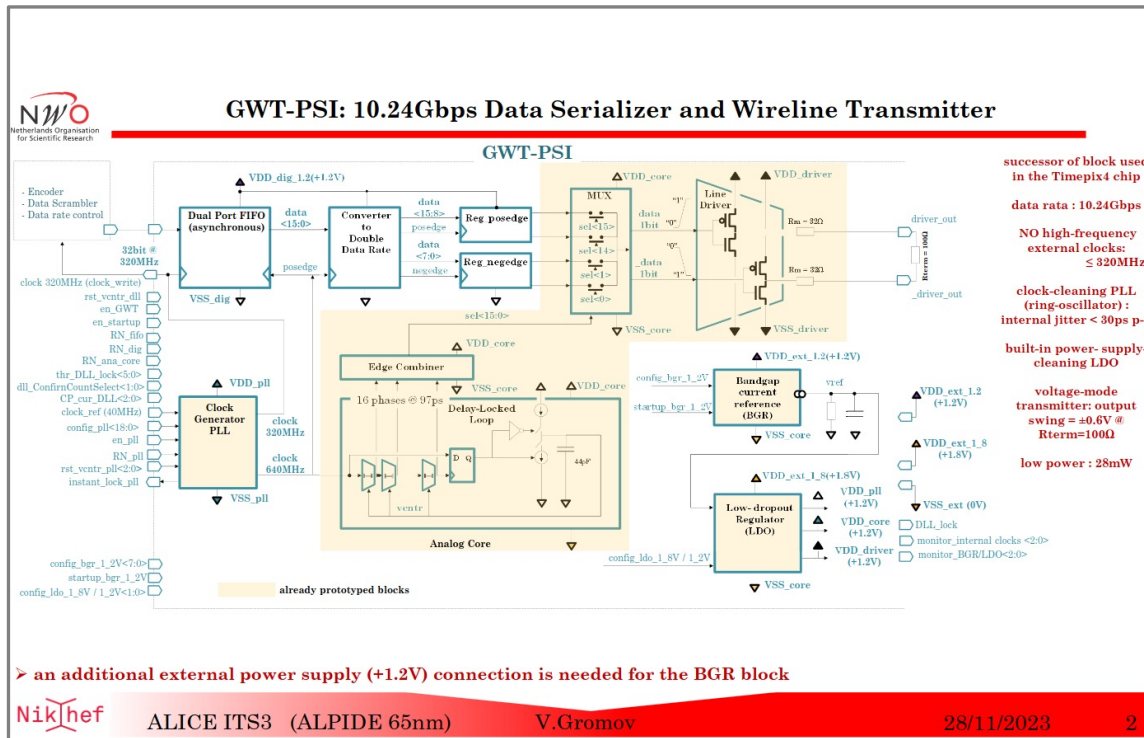 NWO
Netherlands Organisation
for Scientific Research
GWT-PSI: 10.24Gbps Data Serializer and Wireline Transmitter
GWT-PSI
- Encoder
- Data Scrambler
- Data rate control
32bit @
320MHz
clock 320MHz (clock_write)
rst_vcntr_dll
en_GWT
en_startup
RN_fifo
RN_dig
RN_ana_core
thr_DLL_lock<5:0>
dll_ConfirnCountSelect<1:0>
CP_cur_DLL<2:0>
clock_ref (40MHz)
config_pll<18:0>
en_pll
RN_pll
rst_vcntr_pll<2:0>
instant_lock_pll
config_bgr_1_2V<7:0>
startup_bgr_1_2V
config_ldo_1_8V / 1_2V<1:0>
VDD_dig_1.2(+1.2V)
Dual Port FIFO
(asynchronous)
VSS_dig
data
<15:0>
posedge
Converter
to
Double
Data Rate
data
<15:8>
posedge
data
<7:0>
negedge
Reg_posedge
Reg_negedge
VDD_core
MUX
sel<15>
sel<14>
sel<1>
sel<0>
VSS_core
sel<15:0>
data
1bit
_data
1bit
"1"
"0"
"0"
"1"
Line
Driver
VDD_driver
VSS_driver
Rm = 32Ω
Rm = 32Ω
driver_out
Rterm = 100Ω
_driver_out
VDD_pll
Clock
Generator
PLL
VSS_pll
clock
320MHz
clock
640MHz
Edge Combiner
VDD_core
VSS_core
VDD_core
16 phases @ 97ps
Delay-Locked
Loop
D Q
44pF
vcntr
Analog Core
VDD_ext_1.2(+1.2V)
config_bgr_1_2V
startup_bgr_1_2V
Bandgap
current
reference
(BGR)
VSS_core
vref
VDD_ext_1_8(+1.8V)
Low- dropout
Regulator
(LDO)
config_ldo_1_8V / 1_2V
VSS_core
VDD_pll
(+1.2V)
VDD_core
(+1.2V)
VDD_driver
(+1.2V)
VDD_ext_1.2
(+1.2V)
VDD_ext_1_8
(+1.8V)
VSS_ext (0V)
DLL_lock
monitor_internal clocks <2:0>
monitor_BGR/LDO<2:0>
already prototyped blocks
successor of block used
in the Timepix4 chip
data rata : 10.24Gbps
NO high-frequency
external clocks:
≤ 320MHz
clock-cleaning PLL
(ring-oscillator) :
internal jitter < 30ps p-
built-in power- supply-
cleaning LDO
voltage-mode
transmitter: output
swing = ±0.6V @
Rterm=100Ω
low power : 28mW
➢ an additional external power supply (+1.2V) connection is needed for the BGR block
Nikhef
ALICE ITS3 (ALPIDE 65nm) V.Gromov 28/11/2023 2